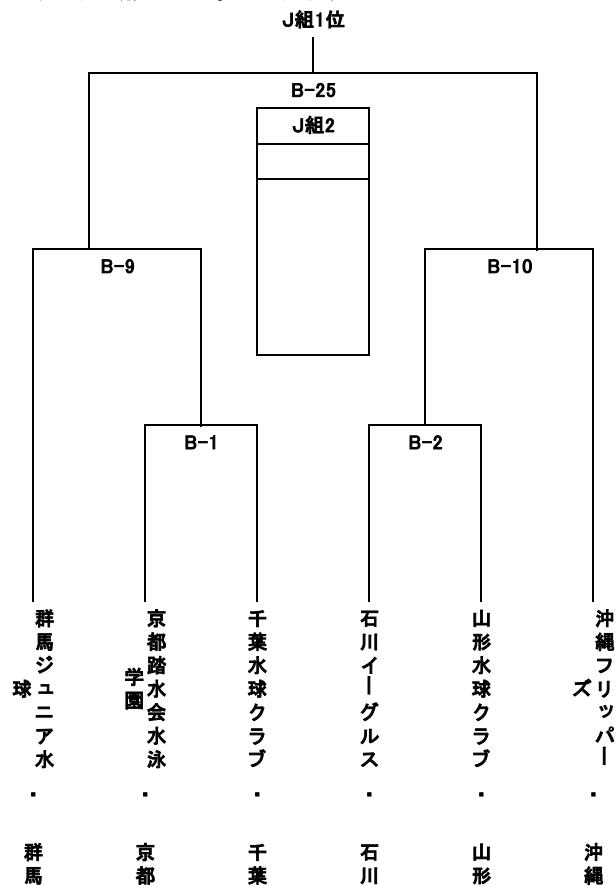 J組1位
B-25
J組2
B-9
B-10
B-1
B-2
群馬ジュニア水
球
・
群馬
京都踏水会水泳
学園
・
京都
千葉水球クラブ
・
千葉
石川イーグルス
・
石川
山形水球クラブ
・
山形
沖縄フリッパー
ズ
・
沖縄